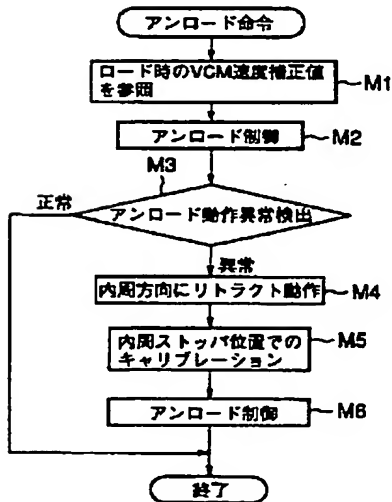 アンロード命令
ロード時のVCM速度補正値
を参照
M1
アンロード制御
M2
M3
正常
アンロード動作異常検出
異常
内周方向にリトラクト動作
M4
内周ストッパ位置での
キャリブレーション
M5
アンロード制御
M6
終了